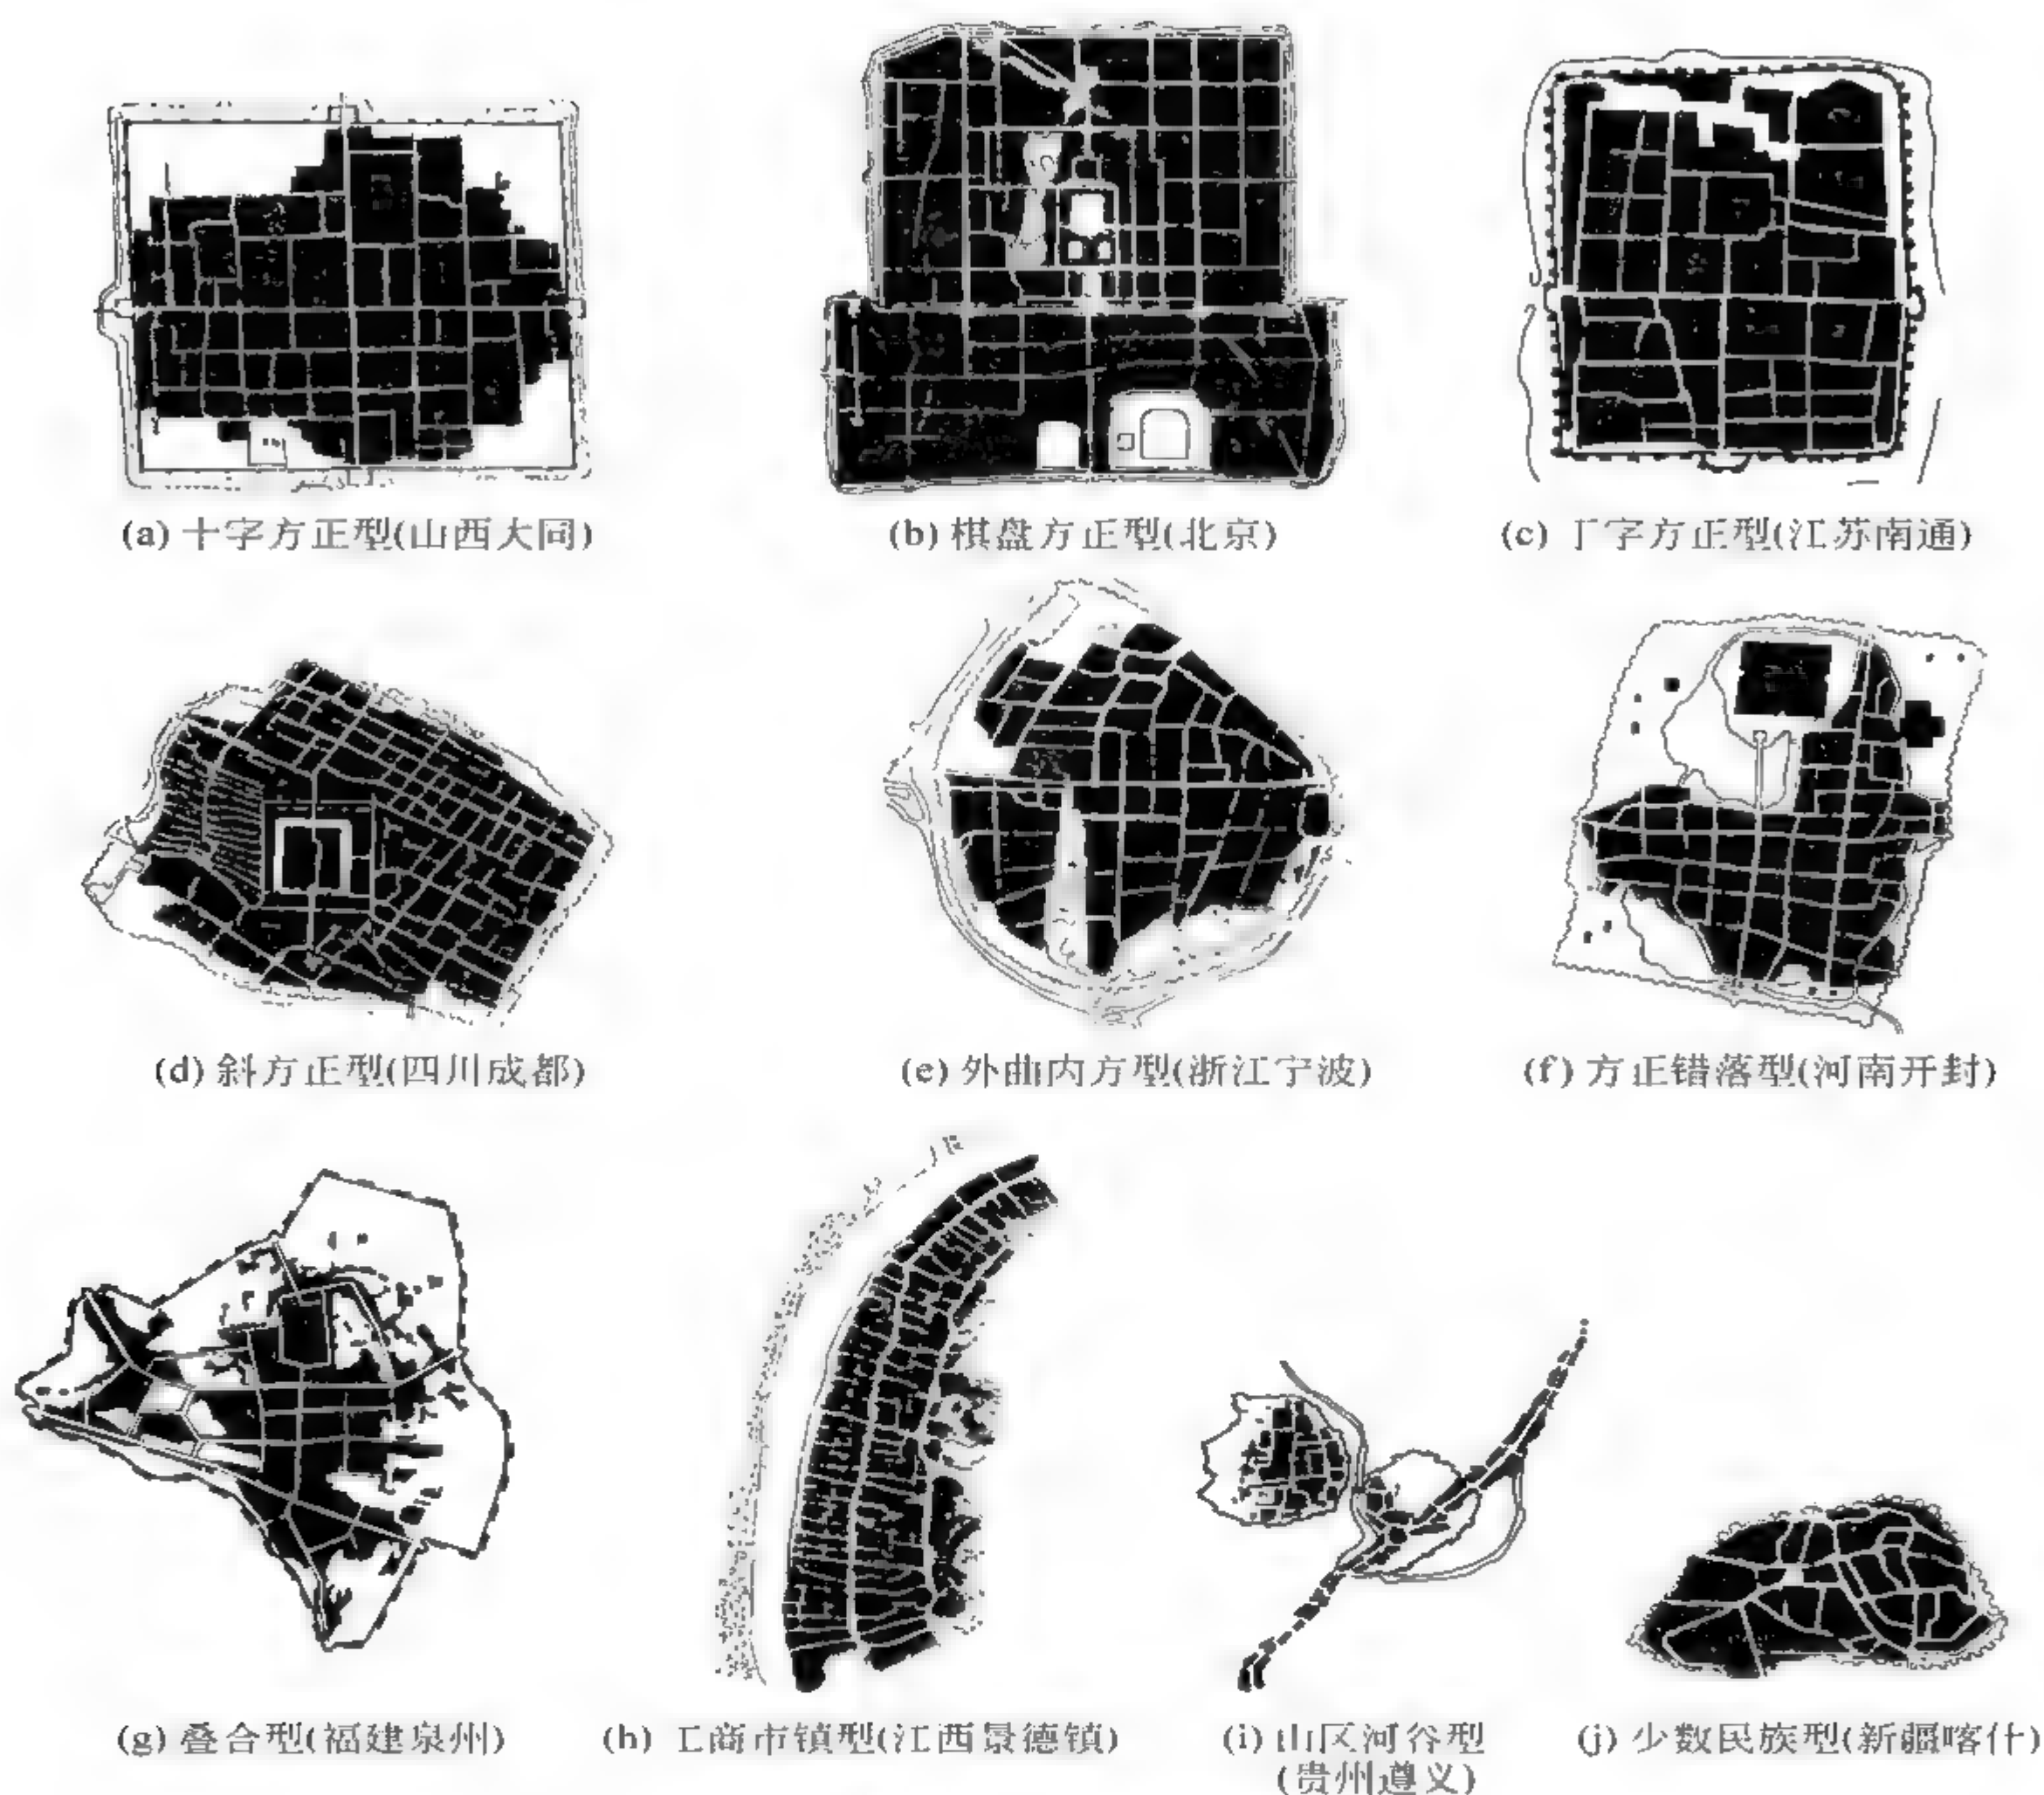 (a) 十字方正型(山西大同)
(b) 棋盘方正型(北京)
(c) 丁字方正型(江苏南通)
(d) 斜方正型(四川成都)
(e) 外曲内方型(浙江宁波)
(f) 方正错落型(河南开封)
(g) 叠合型(福建泉州)
(h) 工商市镇型(江西景德镇)
(i) 山区河谷型
(贵州遵义)
(j) 少数民族型(新疆喀什)